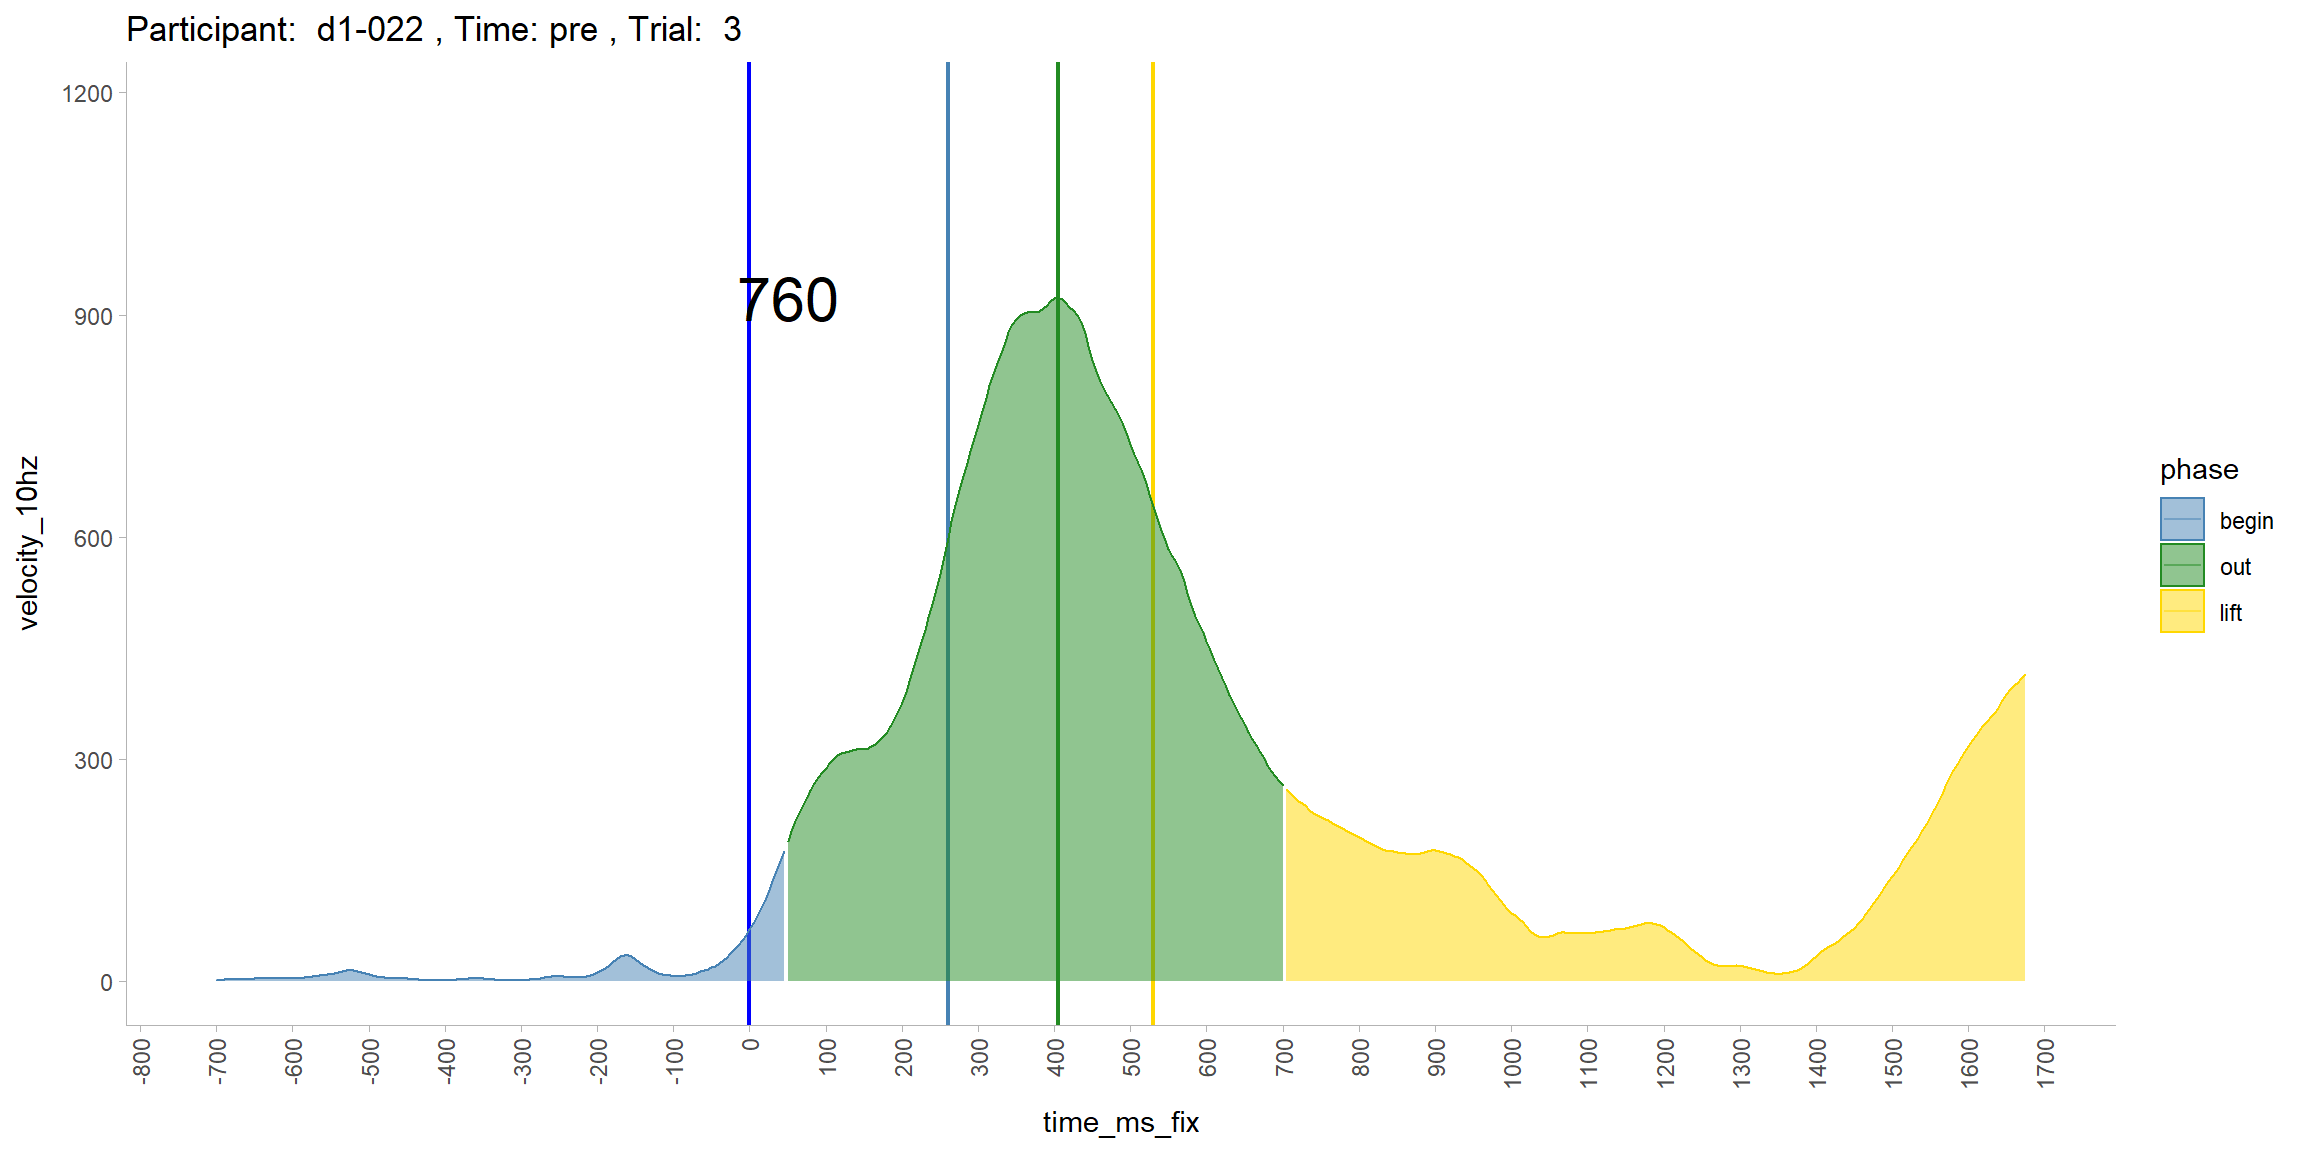 Participant:  d1-022 , Time: pre , Trial:  3
1200
900
600
300
0
velocity_10hz
760
-800 -700 -600 -500 -400 -300 -200 -100 0 100 200 300 400 500 600 700 800 900 1000 1100 1200 1300 1400 1500 1600 1700
time_ms_fix
phase
begin
out
lift